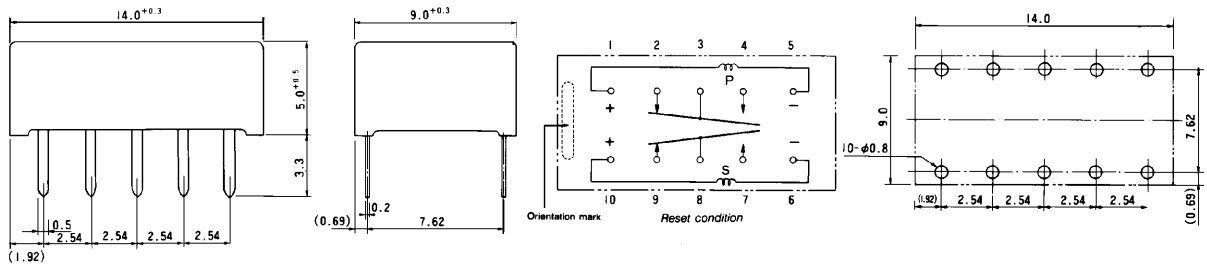 14.0+0.3
5.0+0.5
3.3
0.5
2.54 2.54 2.54 2.54
(1.92)
9.0+0.3
0.2
(0.69)
7.62
1 2 3 4 5
P
+ −
+ −
S
10 9 8 7 6
Orientation mark
Reset condition
14.0
9.0
7.62
10-φ0.8
(1.92) 2.54 2.54 2.54 2.54
(0.69)